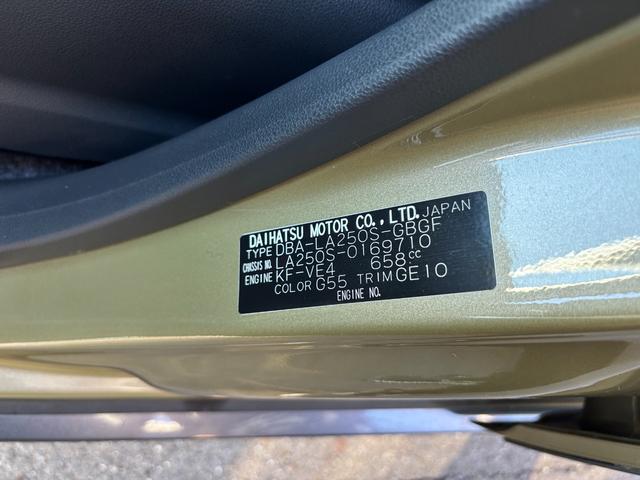 DAIHATSU MOTOR CO., LTD. JAPAN
TYPE DBA-LA250S-GBGF
CHASSIS NO. LA250S-0169710
ENGINE KF-VE4 658cc
COLOR G55 TRIM GE10
ENGINE NO.